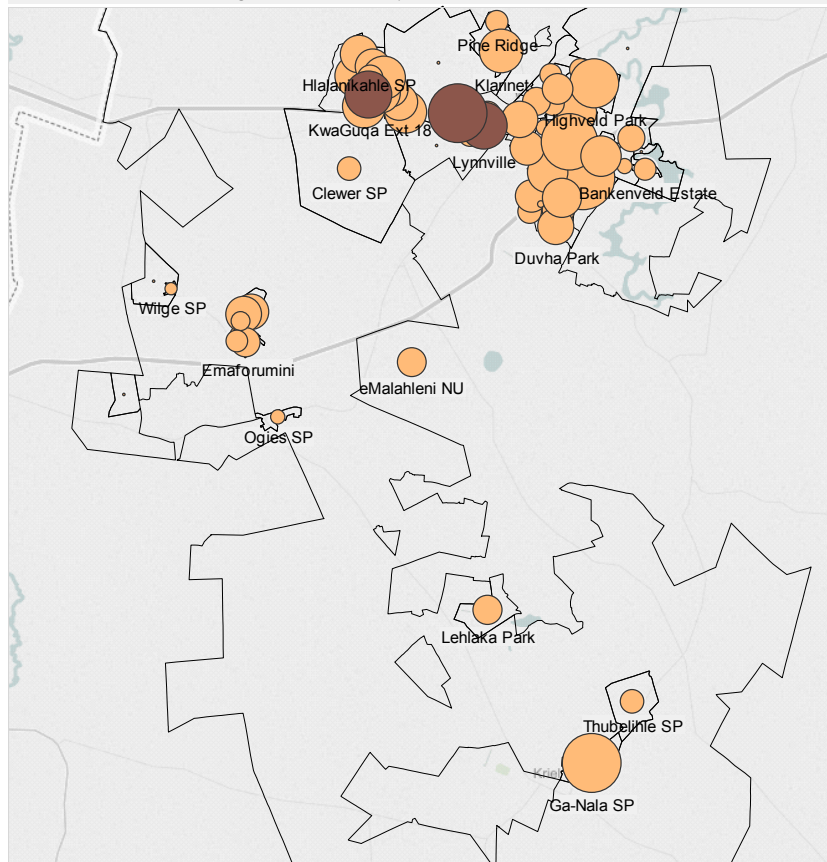 Pine Ridge
Hlalanikahle SP
Klarinet
KwaGuqa Ext 18
Highveld Park
Lynnville
Clewer SP
Bankenveld Estate
Duvha Park
Wilge SP
Emaforumini
eMalahleni NU
Ogies SP
Lehlaka Park
Thubelihle SP
Ga-Nala SP